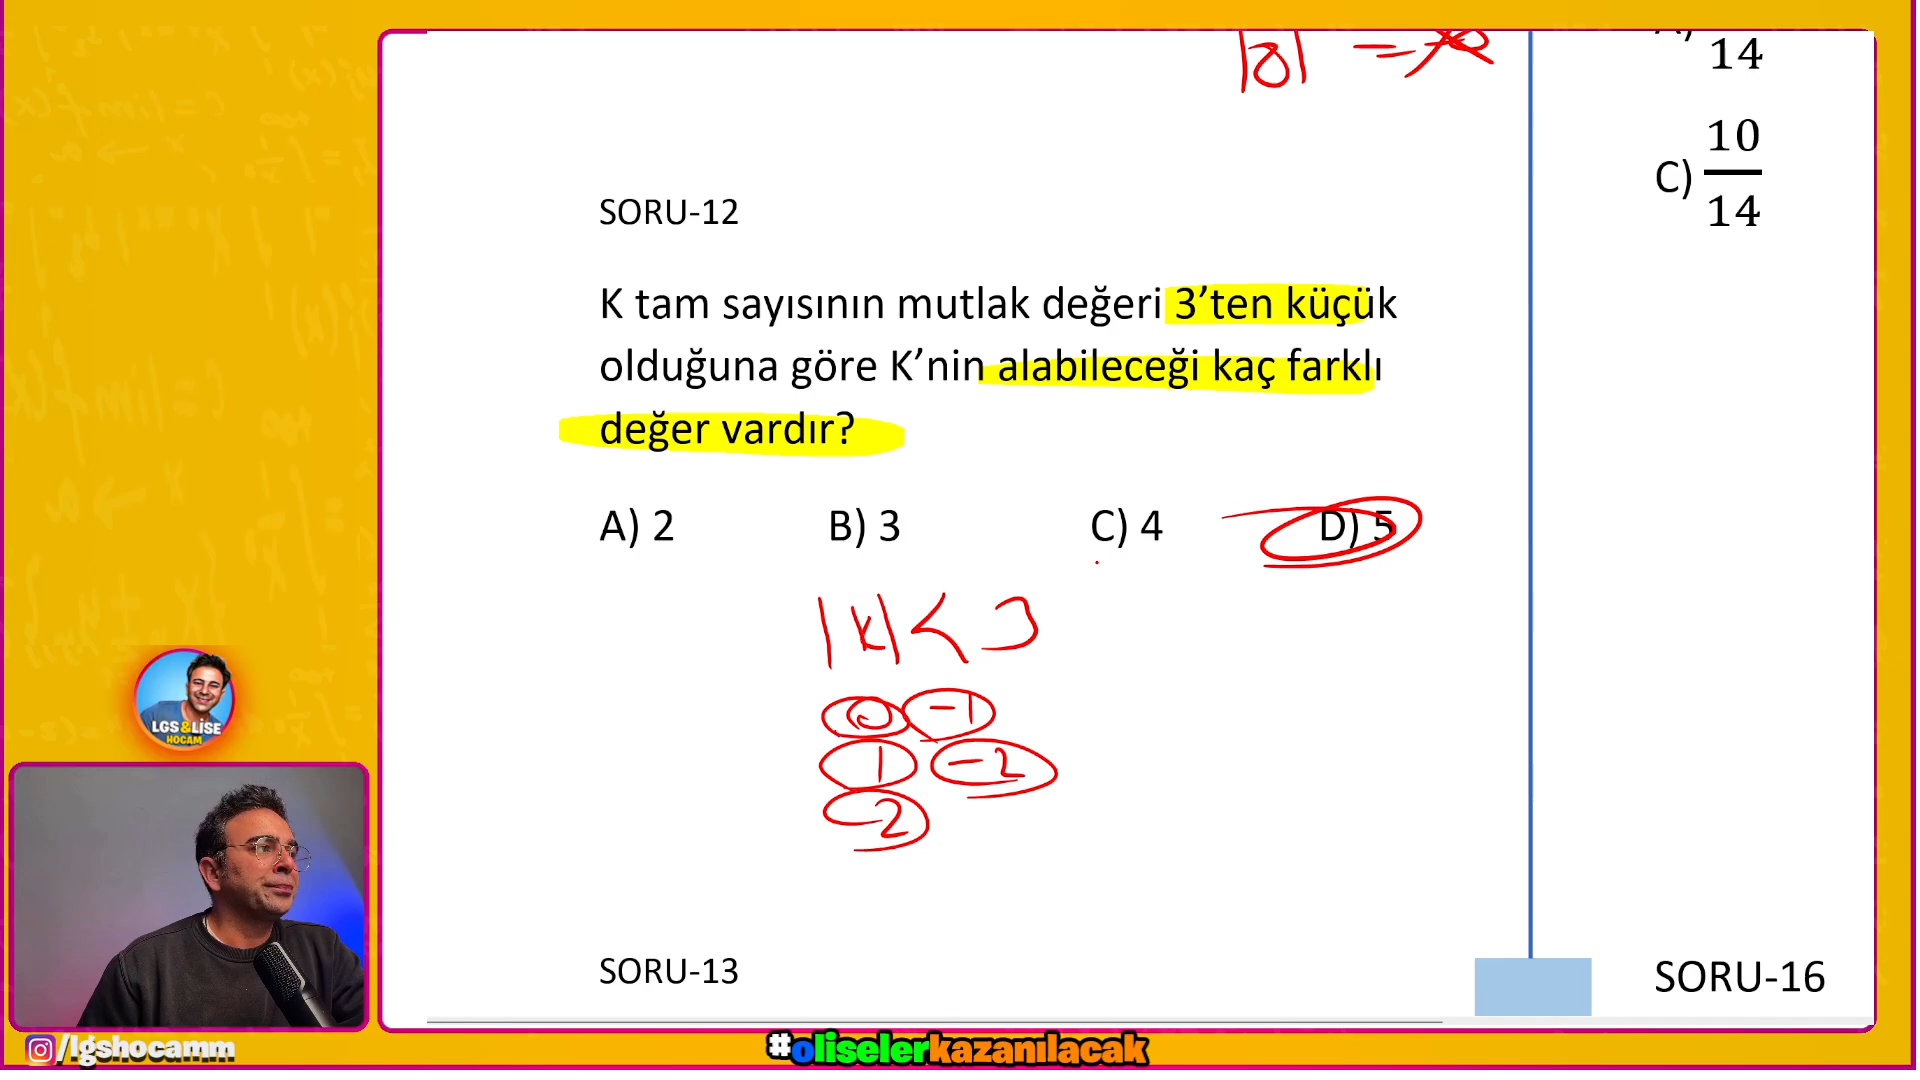 |8| =
A)
14
C) 10
14
SORU-12
K tam sayısının mutlak değeri 3’ten küçük
olduğuna göre K’nin alabileceği kaç farklı
değer vardır?
A) 2 B) 3 C) 4 D) 5
|k| < 3
0 -1
1 -2
2
SORU-13
SORU-16
LGS&LİSE
HOCAM
/lgshocamm
#oliselerkazanılacak